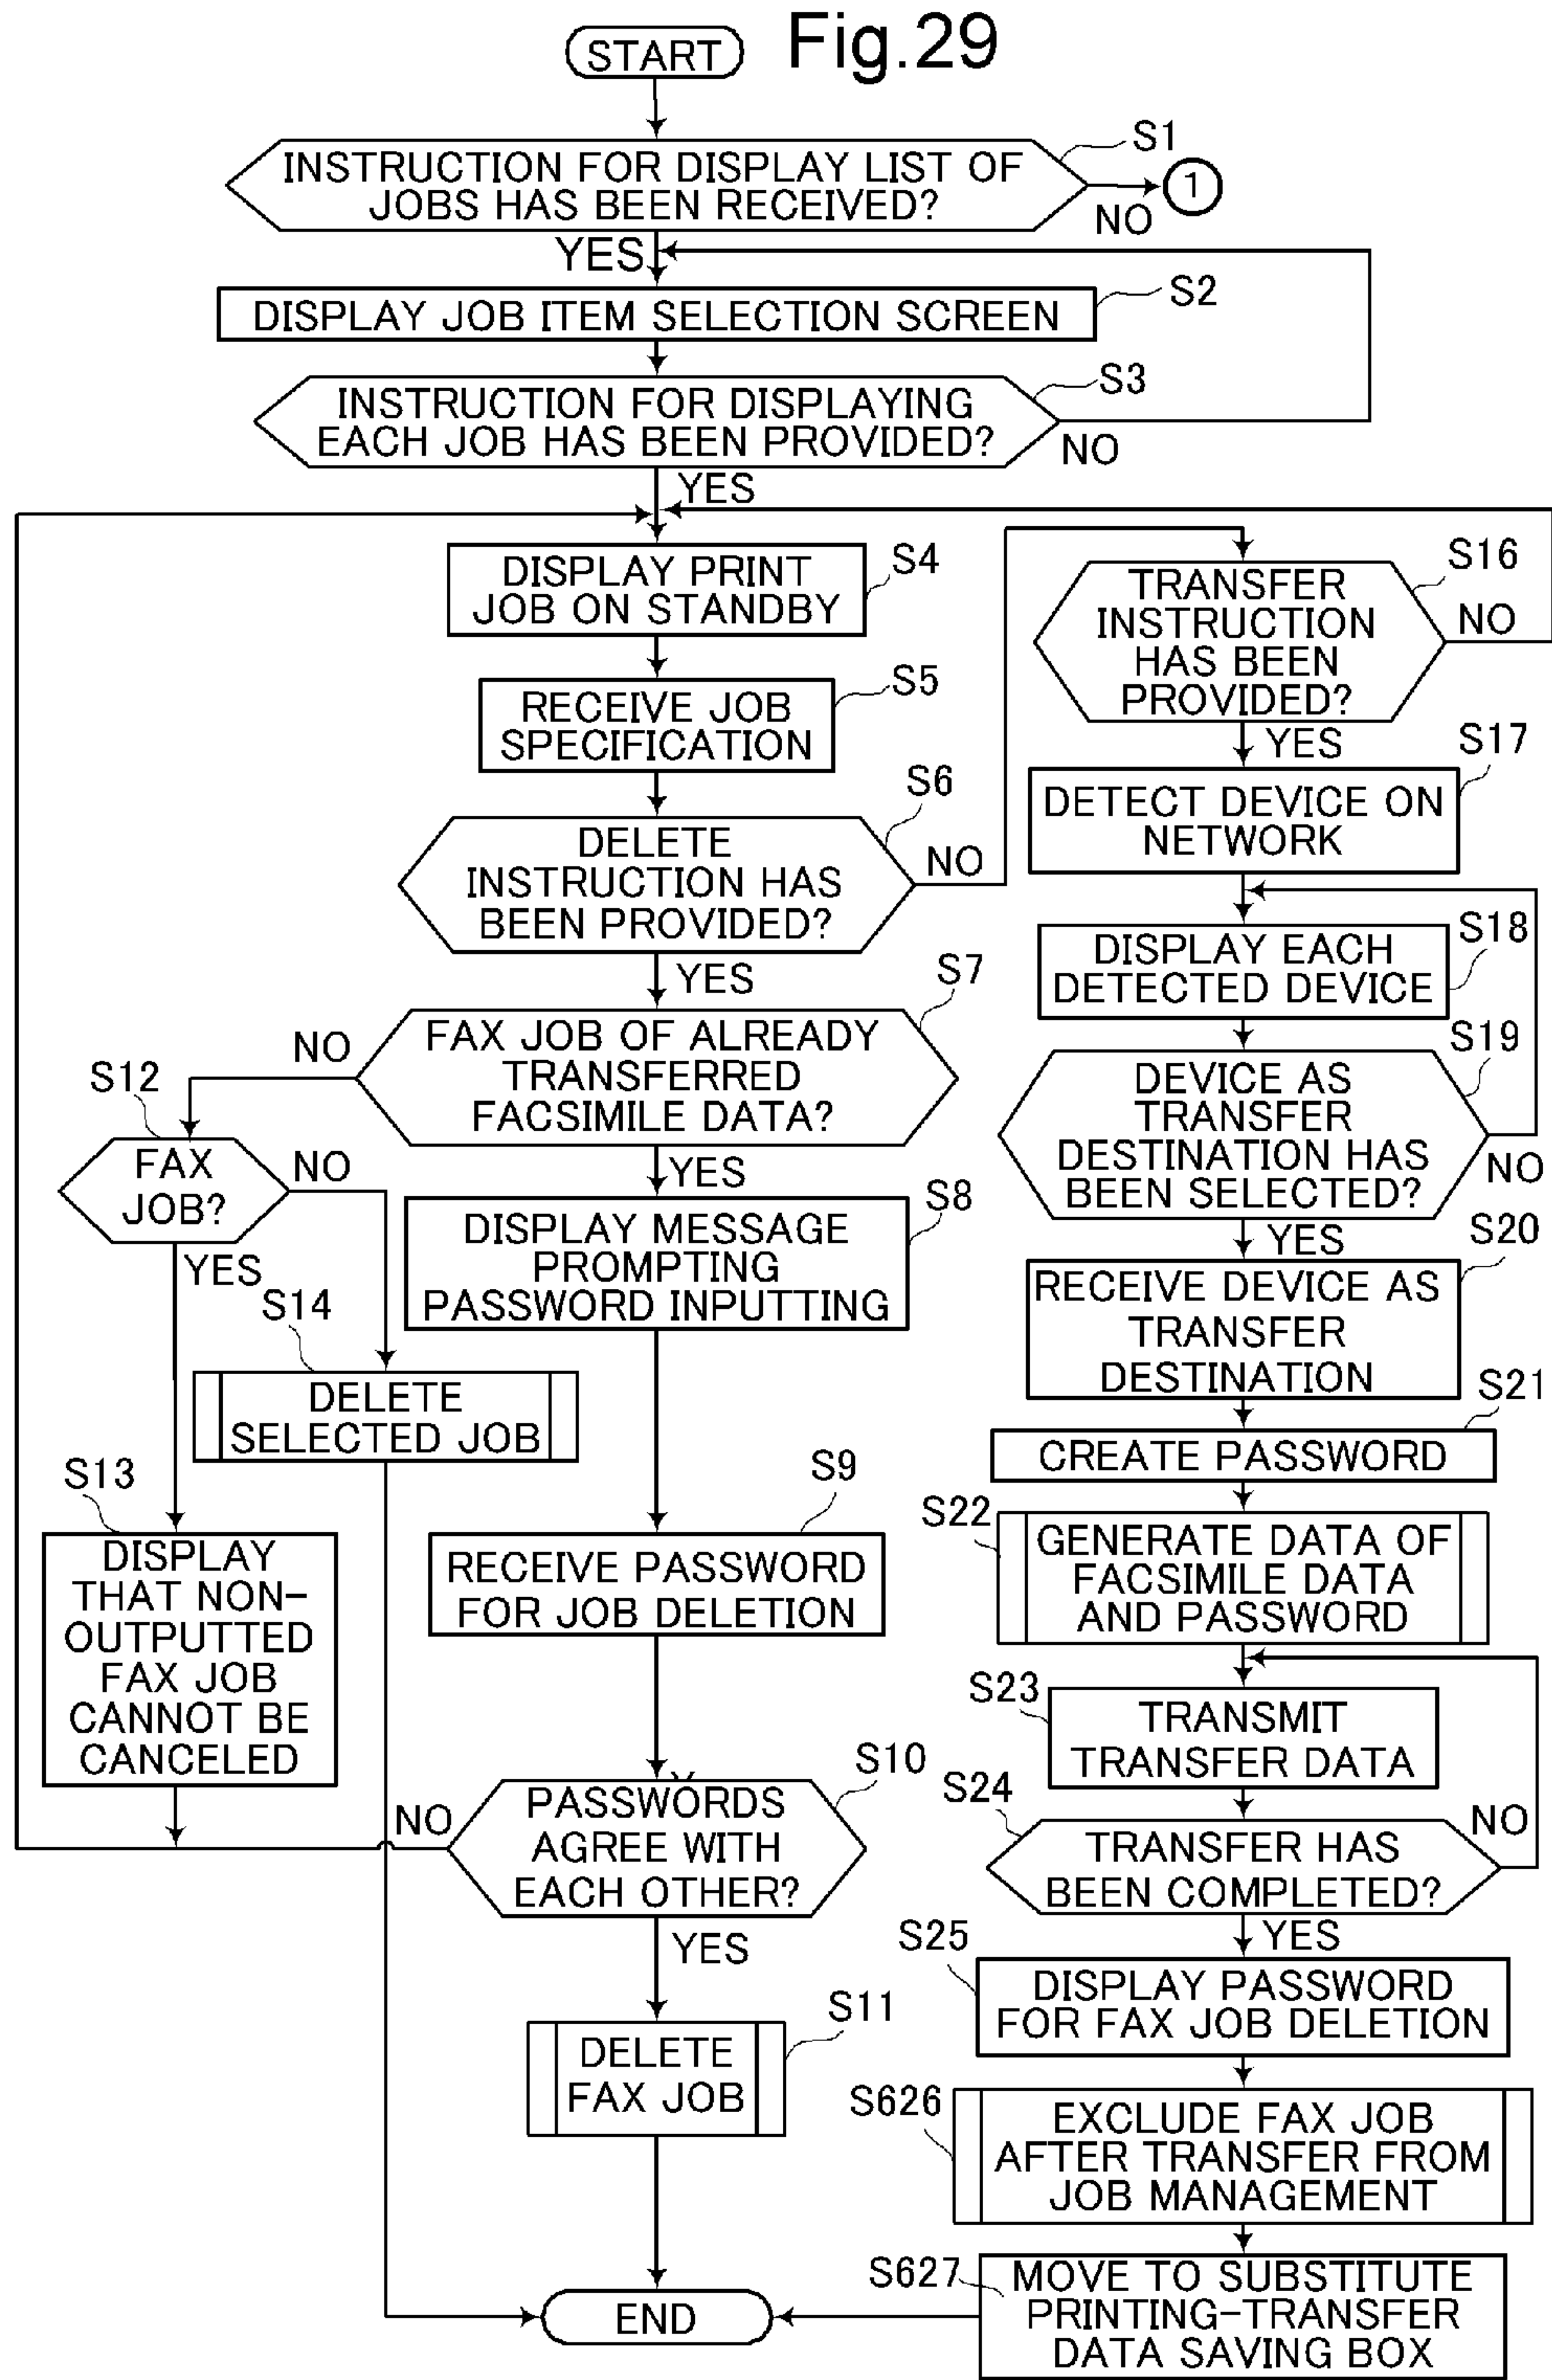 Fig.29
START
INSTRUCTION FOR DISPLAY LIST OF
JOBS HAS BEEN RECEIVED?
S1
1
NO
YES
DISPLAY JOB ITEM SELECTION SCREEN
S2
INSTRUCTION FOR DISPLAYING
EACH JOB HAS BEEN PROVIDED?
S3
NO
YES
DISPLAY PRINT
JOB ON STANDBY
S4
RECEIVE JOB
SPECIFICATION
S5
DELETE
INSTRUCTION HAS
BEEN PROVIDED?
S6
NO
YES
FAX JOB OF ALREADY
TRANSFERRED
FACSIMILE DATA?
S7
NO
YES
S12
FAX
JOB?
NO
YES
S14
DELETE
SELECTED JOB
S13
DISPLAY
THAT NON-
OUTPUTTED
FAX JOB
CANNOT BE
CANCELED
S8
DISPLAY MESSAGE
PROMPTING
PASSWORD INPUTTING
S9
RECEIVE PASSWORD
FOR JOB DELETION
S10
PASSWORDS
AGREE WITH
EACH OTHER?
NO
YES
S11
DELETE
FAX JOB
END
S16
TRANSFER
INSTRUCTION
HAS BEEN
PROVIDED?
NO
YES
S17
DETECT DEVICE ON
NETWORK
S18
DISPLAY EACH
DETECTED DEVICE
S19
DEVICE AS
TRANSFER
DESTINATION HAS
BEEN SELECTED?
NO
YES
S20
RECEIVE DEVICE AS
TRANSFER
DESTINATION
S21
CREATE PASSWORD
S22
GENERATE DATA OF
FACSIMILE DATA
AND PASSWORD
S23
TRANSMIT
TRANSFER DATA
S24
TRANSFER HAS
BEEN COMPLETED?
NO
YES
S25
DISPLAY PASSWORD
FOR FAX JOB DELETION
S626
EXCLUDE FAX JOB
AFTER TRANSFER FROM
JOB MANAGEMENT
S627
MOVE TO SUBSTITUTE
PRINTING-TRANSFER
DATA SAVING BOX